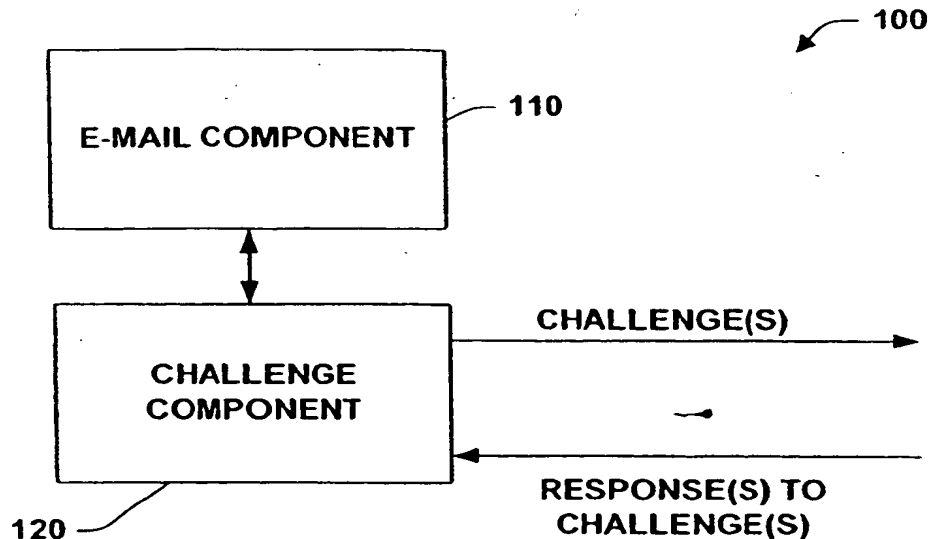 100
110
E-MAIL COMPONENT
CHALLENGE(S)
CHALLENGE
COMPONENT
RESPONSE(S) TO
CHALLENGE(S)
120